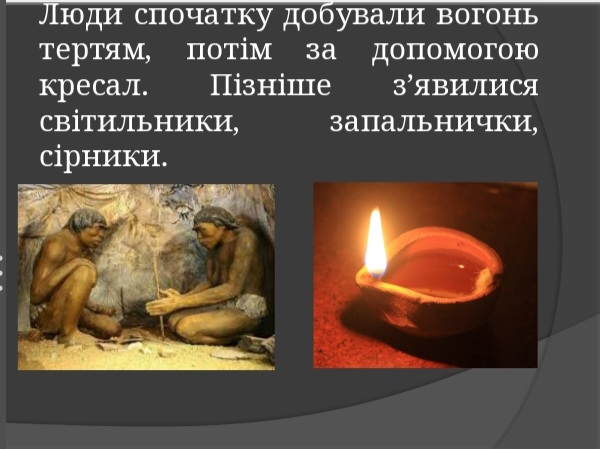 Люди спочатку добували вогонь
тертям, потім за допомогою
кресал. Пізніше з’явилися
світильники, запальнички,
сірники.